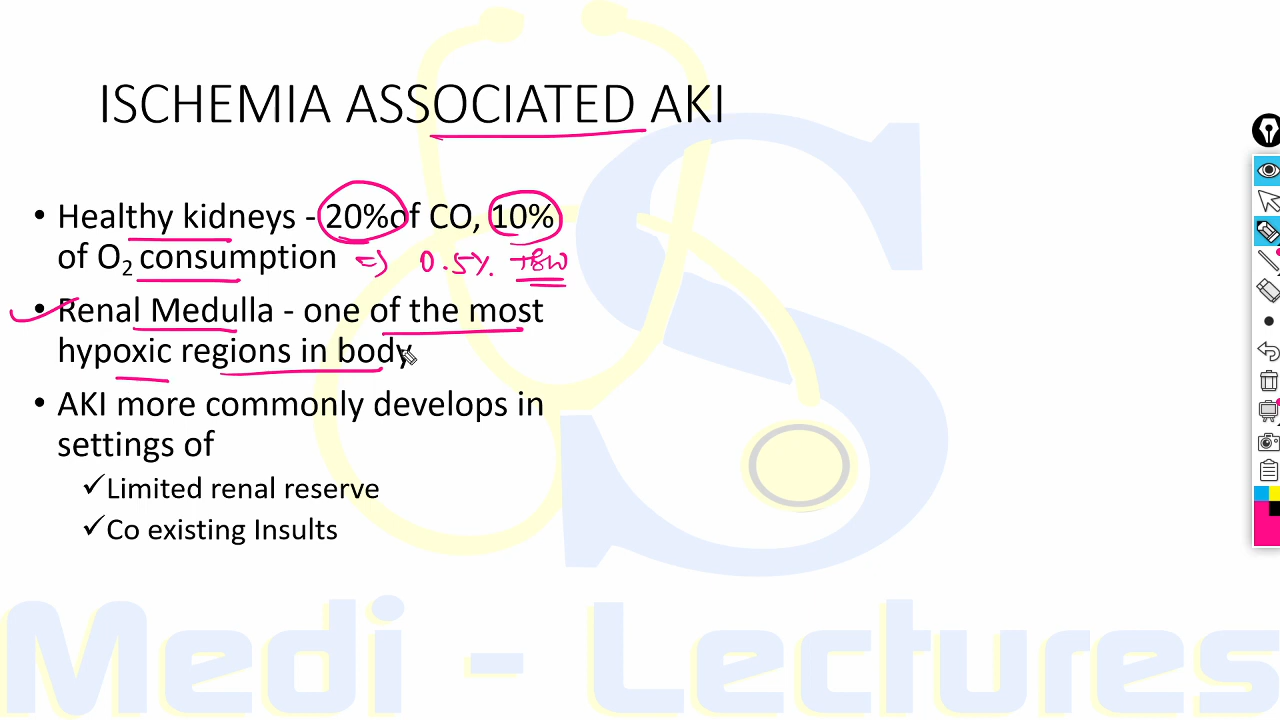 ISCHEMIA ASSOCIATED AKI
• Healthy kidneys - 20%of CO, 10%
of O₂ consumption => 0.5% TBW
• Renal Medulla - one of the most
hypoxic regions in body
• AKI more commonly develops in
settings of
✓Limited renal reserve
✓Co existing Insults
Medi - Lectures